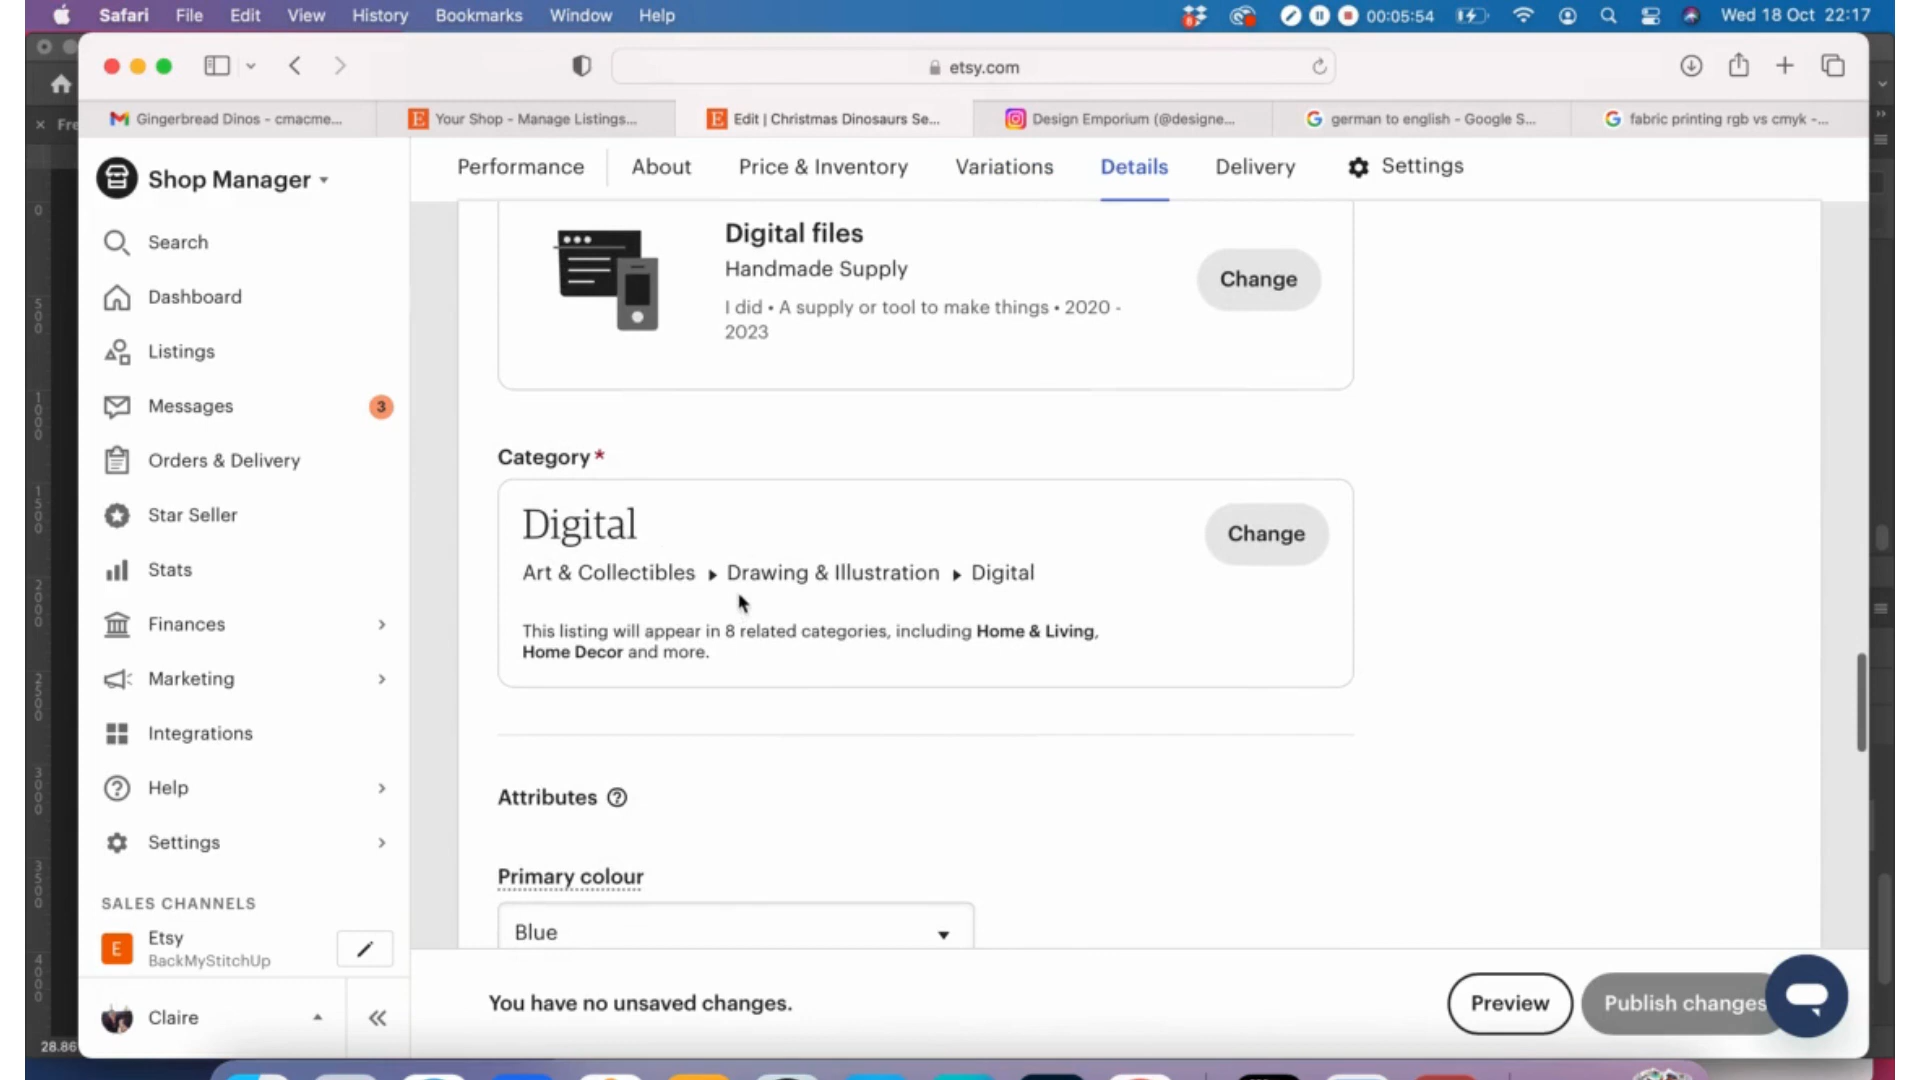 Safari File Edit View History Bookmarks Window Help 00:05:54 Wed 18 Oct 22:17
etsy.com
Fre
Gingerbread Dinos - cmacme...
Your Shop - Manage Listings...
Edit | Christmas Dinosaurs Se...
Design Emporium (@designe...
german to english - Google S...
fabric printing rgb vs cmyk -...
Shop Manager
Search
Dashboard
Listings
Messages 3
Orders & Delivery
Star Seller
Stats
Finances
Marketing
Integrations
Help
Settings
SALES CHANNELS
E Etsy
BackMyStitchUp
Claire
28.86
Performance About Price & Inventory Variations Details Delivery Settings
Digital files
Handmade Supply
I did • A supply or tool to make things • 2020 -
2023
Change
Category *
Digital
Change
Art & Collectibles ▸ Drawing & Illustration ▸ Digital
This listing will appear in 8 related categories, including Home & Living,
Home Decor and more.
Attributes
Primary colour
Blue
You have no unsaved changes.
Preview
Publish changes